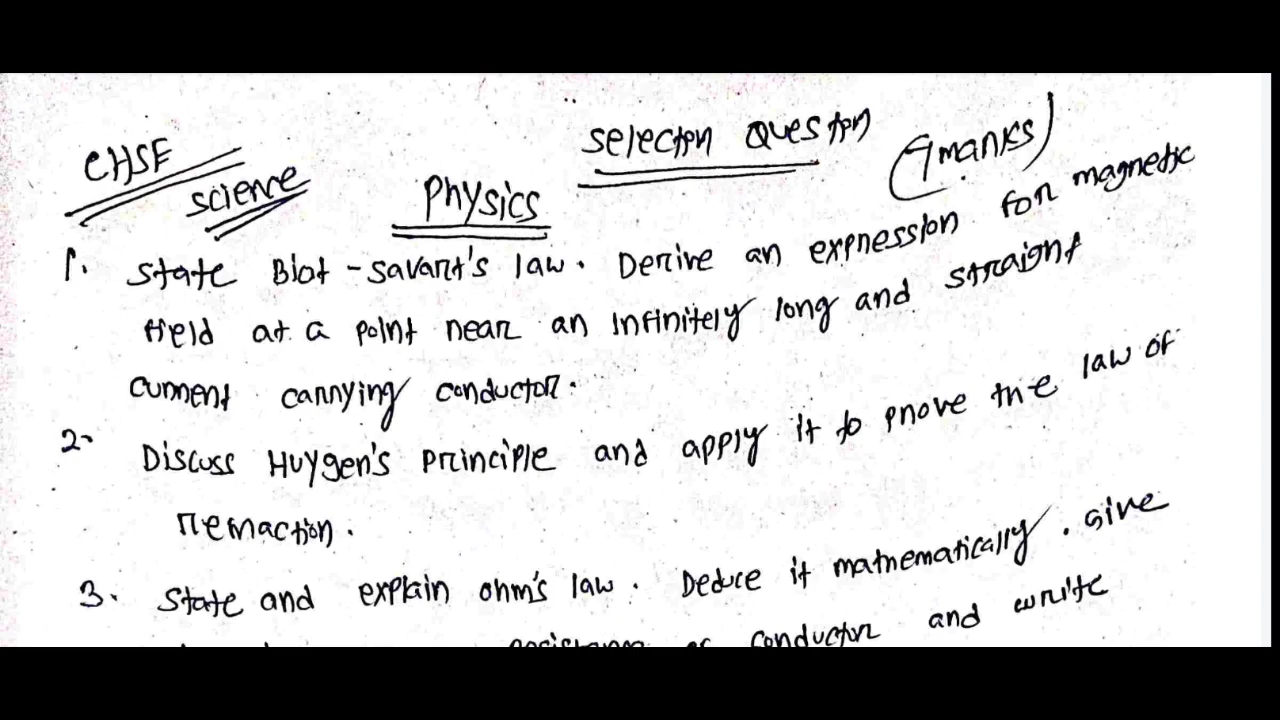 CHSE
Science
Physics
Selection Question (7marks)
1. State Biot-Savart's law. Derive an expression for magnetic
field at a point near an infinitely long and straight
current carrying conductor.
2. Discuss Huygen's principle and apply it to prove the law of
refraction.
3. State and explain ohm's law. Deduce it mathematically. Give
conductor and write